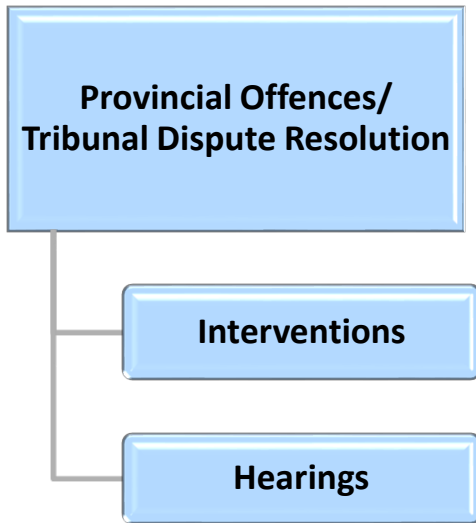 Provincial Offences/
Tribunal Dispute Resolution
Interventions
Hearings